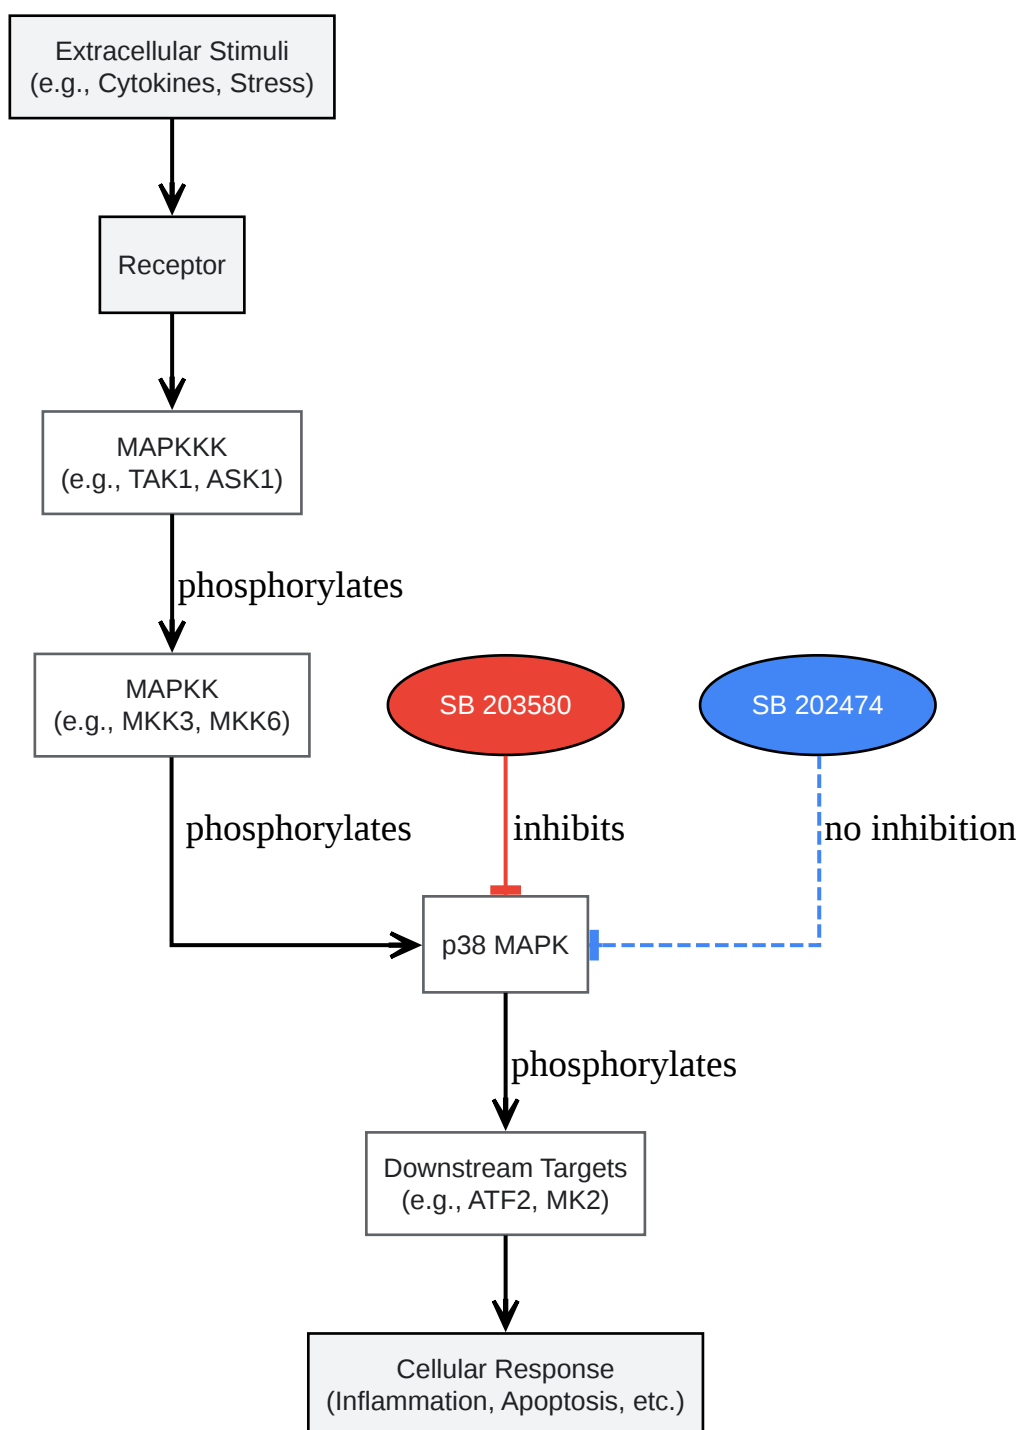 Extracellular Stimuli
(e.g., Cytokines, Stress)
Receptor
MAPKKK
(e.g., TAK1, ASK1)
phosphorylates
MAPKK
(e.g., MKK3, MKK6)
SB 203580
SB 202474
phosphorylates
inhibits
no inhibition
p38 MAPK
phosphorylates
Downstream Targets
(e.g., ATF2, MK2)
Cellular Response
(Inflammation, Apoptosis, etc.)